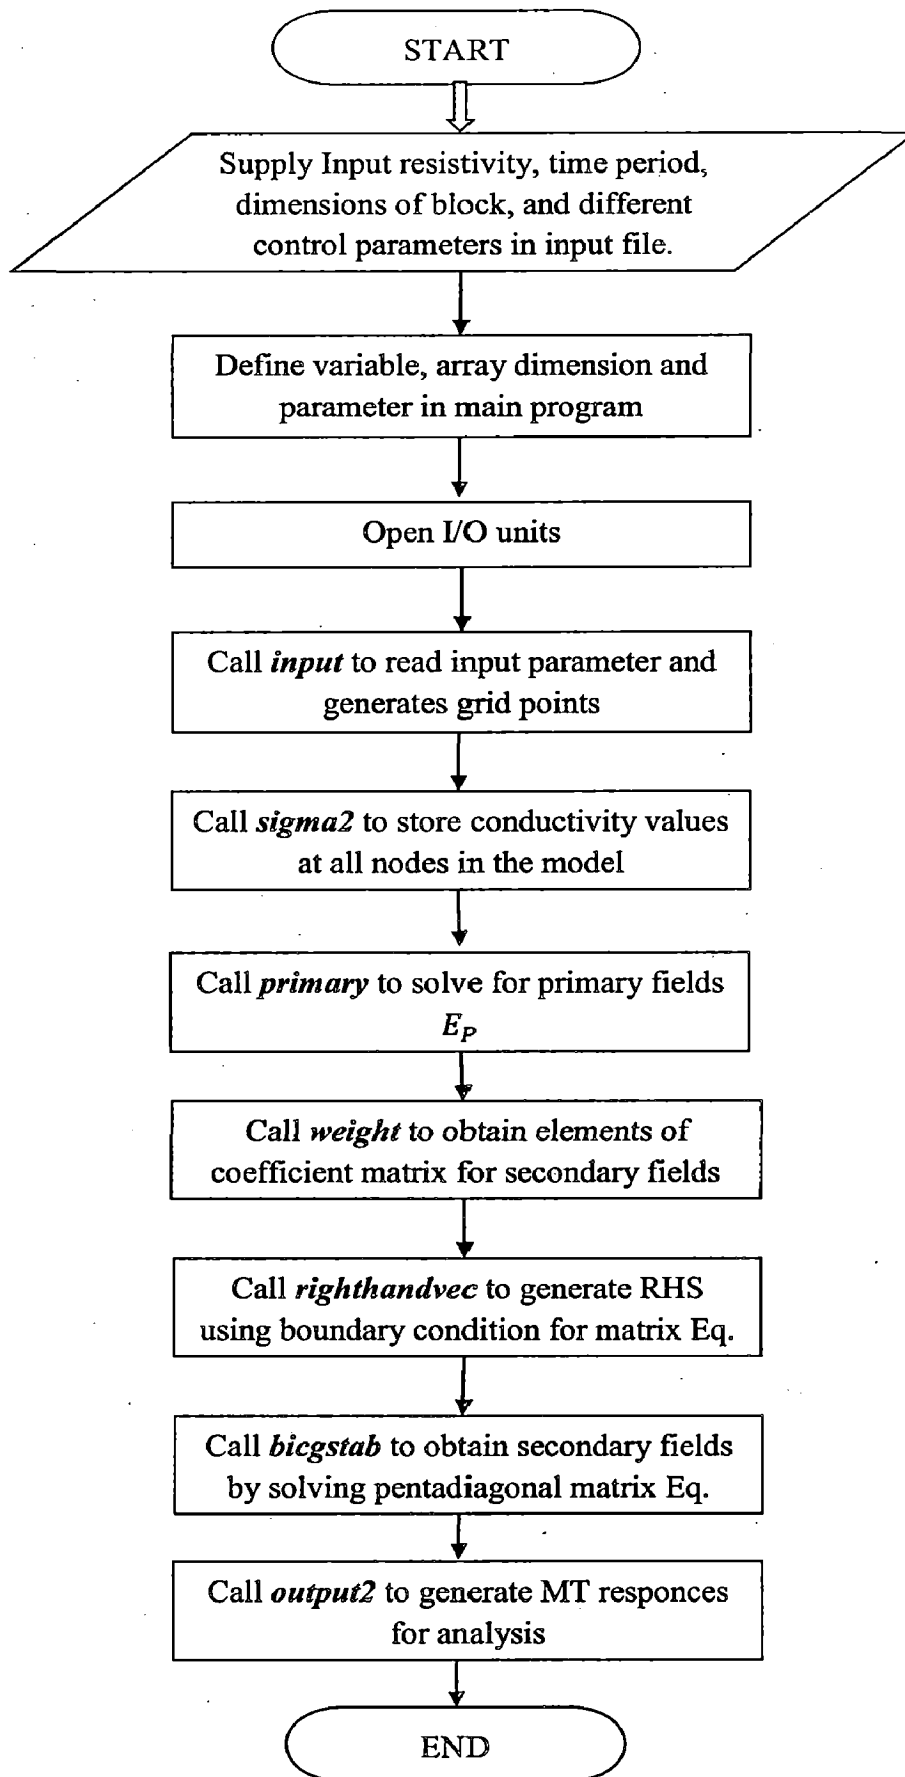 START
Supply Input resistivity, time period,
dimensions of block, and different
control parameters in input file.
Define variable, array dimension and
parameter in main program
Open I/O units
Call input to read input parameter and
generates grid points
Call sigma2 to store conductivity values
at all nodes in the model
Call primary to solve for primary fields
E_P
Call weight to obtain elements of
coefficient matrix for secondary fields
Call righthandvec to generate RHS
using boundary condition for matrix Eq.
Call bicgstab to obtain secondary fields
by solving pentadiagonal matrix Eq.
Call output2 to generate MT responces
for analysis
END